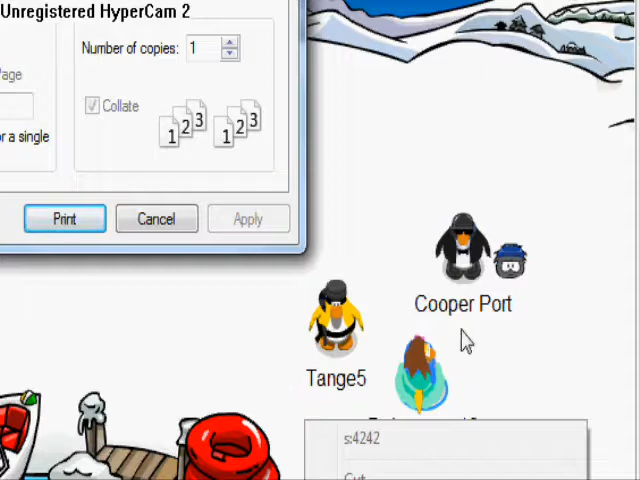 Unregistered HyperCam 2
Number of copies: 1
Page
Collate
1 2 3 1 2 3
or a single
Print Cancel Apply
Cooper Port
Tange5
s:4242
Cut